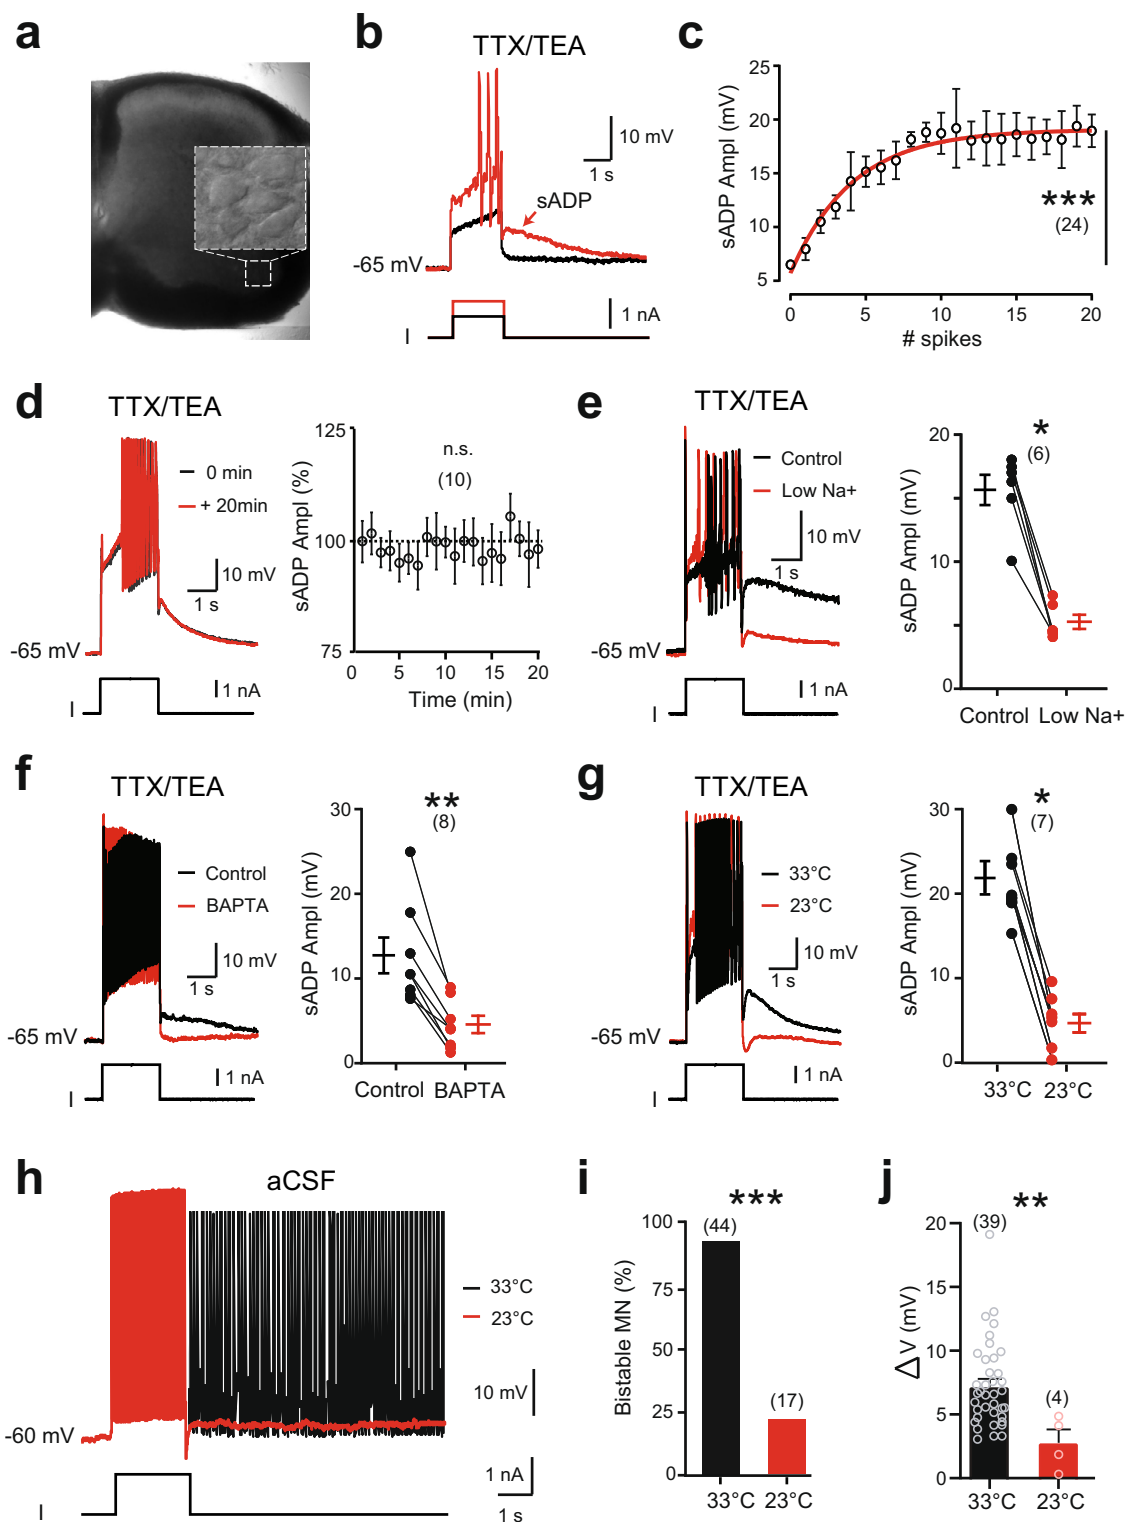 a
b
TTX/TEA
10 mV
1 s
sADP
-65 mV
1 nA
I
c
sADP Ampl (mV)
25
20
15
10
5
***
(24)
0 5 10 15 20
# spikes
d
TTX/TEA
0 min
+ 20min
10 mV
1 s
-65 mV
1 nA
I
sADP Ampl (%)
125
100
75
n.s.
(10)
0 5 10 15 20
Time (min)
e
TTX/TEA
Control
Low Na+
10 mV
1 s
-65 mV
1 nA
I
sADP Ampl (mV)
20
10
0
*
(6)
Control Low Na+
f
TTX/TEA
Control
BAPTA
10 mV
1 s
-65 mV
1 nA
I
sADP Ampl (mV)
30
20
10
0
**
(8)
Control BAPTA
g
TTX/TEA
33°C
23°C
10 mV
1 s
-65 mV
1 nA
I
sADP Ampl (mV)
30
20
10
0
*
(7)
33°C 23°C
h
aCSF
33°C
23°C
10 mV
-60 mV
1 nA
1 s
I
i
***
Bistable MN (%)
100
75
50
25
0
(44)
(17)
33°C 23°C
j
**
Δ V (mV)
20
15
10
5
0
(39)
(4)
33°C 23°C